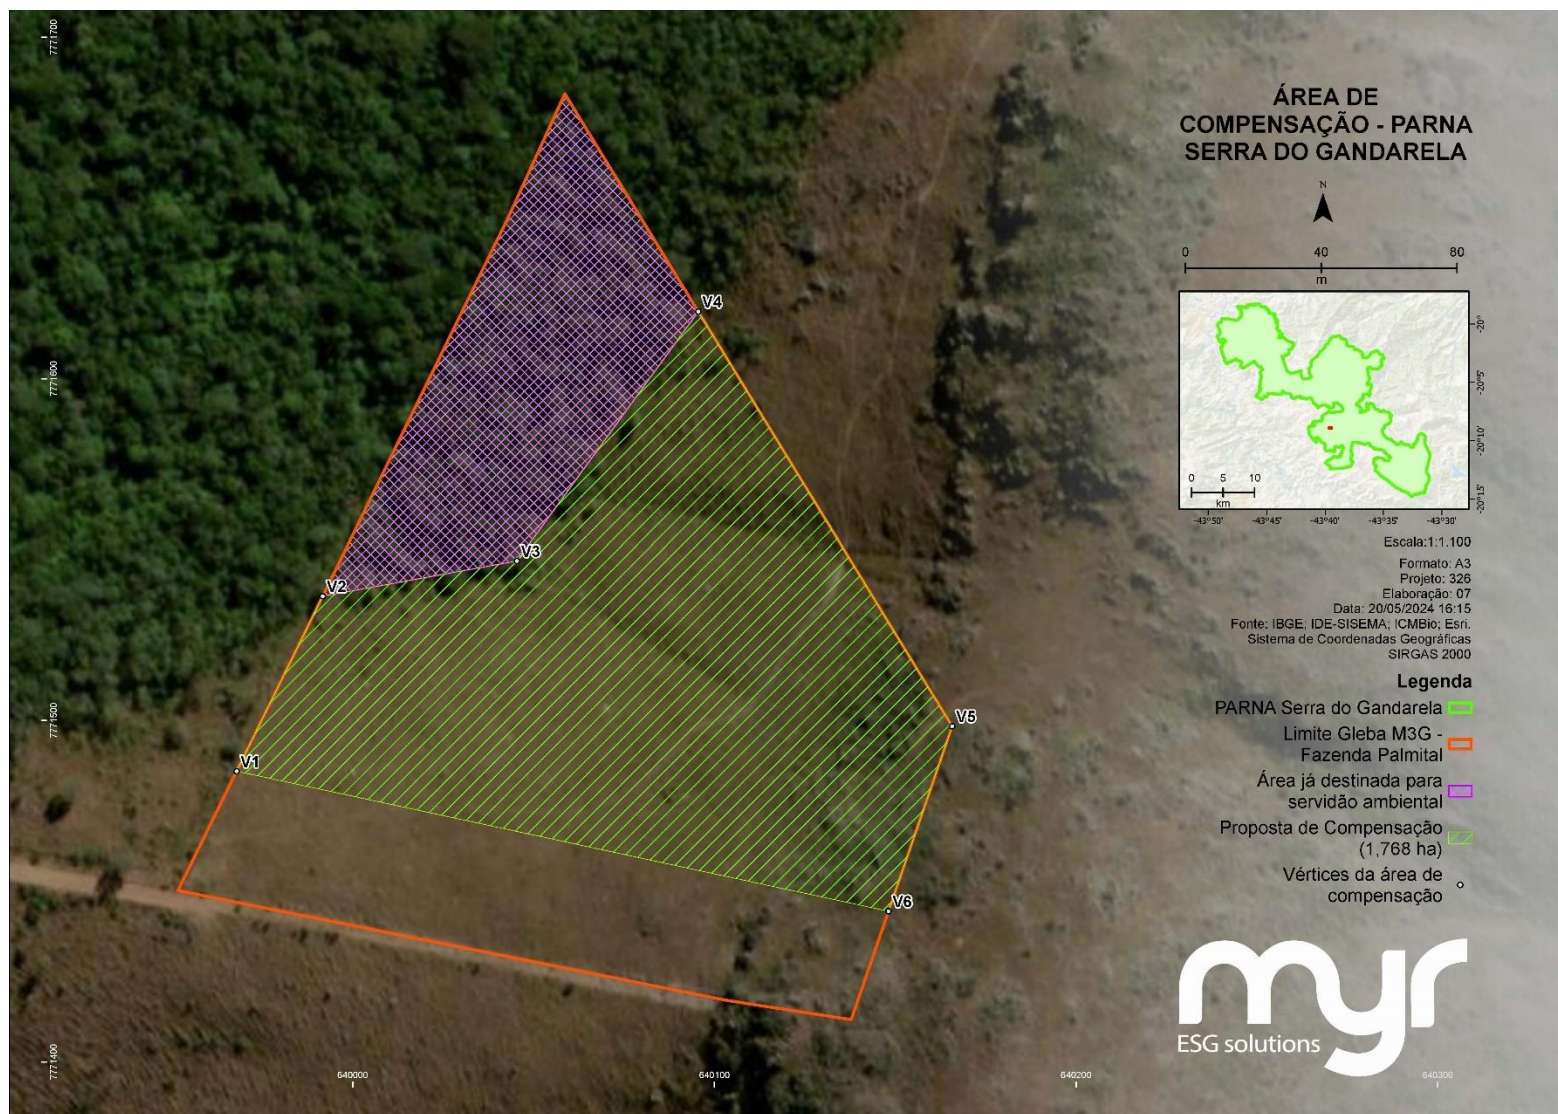 ÁREA DE
COMPENSAÇÃO - PARNA
SERRA DO GANDARELA
N
0 40 80
m
-20°
-20°5'
-20°10'
-20°15'
0 5 10
km
-43°50' -43°45' -43°40' -43°35' -43°30'
Escala:1:1.100
Formato: A3
Projeto: 326
Elaboração: 07
Data: 20/05/2024 16:15
Fonte: IBGE; IDE-SISEMA; ICMBio; Esri.
Sistema de Coordenadas Geográficas
SIRGAS 2000
Legenda
PARNA Serra do Gandarela
Limite Gleba M3G -
Fazenda Palmital
Área já destinada para
servidão ambiental
Proposta de Compensação
(1,768 ha)
Vértices da área de
compensação
myr
ESG solutions
V4
V3
V2
V5
V1
V6
7771700
7771600
7771500
7771400
640000 640100 640200 640300